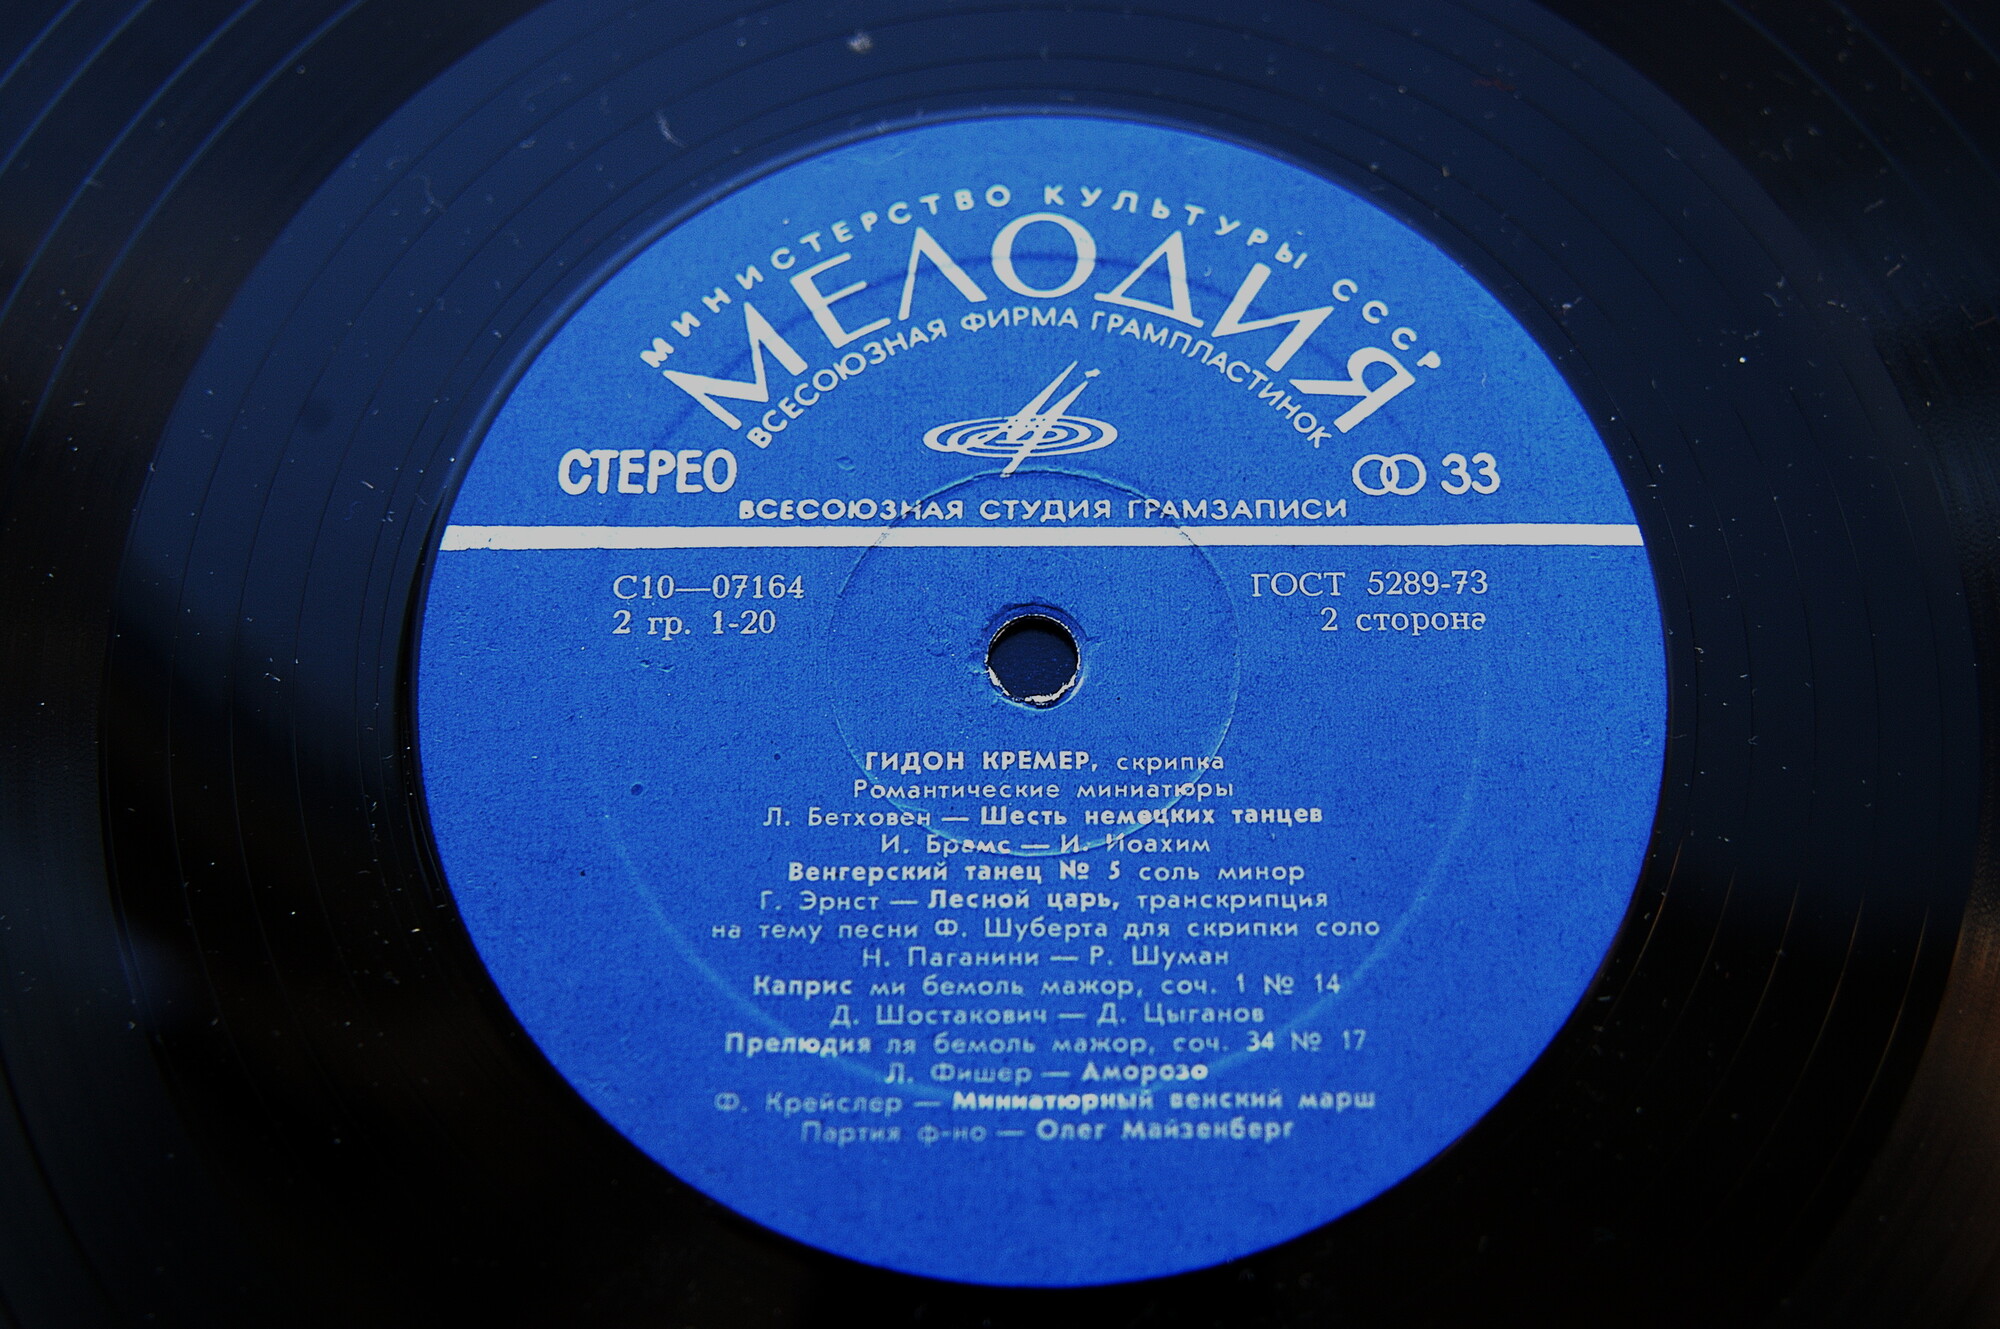 МИНИСТЕРСТВО КУЛЬТУРЫ СССР
МЕЛОДИЯ
ВСЕСОЮЗНАЯ ФИРМА ГРАМПЛАСТИНОК
СТЕРЕО
33
ВСЕСОЮЗНАЯ СТУДИЯ ГРАМЗАПИСИ
С10—07164
ГОСТ 5289-73
2 гр. 1-20
2 сторона
ГИДОН КРЕМЕР, скрипка
Романтические миниатюры
Л. Бетховен — Шесть немецких танцев
И. Брамс — И. Иоахим
Венгерский танец № 5 соль минор
Г. Эрнст — Лесной царь, транскрипция
на тему песни Ф. Шуберта для скрипки соло
Н. Паганини — Р. Шуман
Каприс ми бемоль мажор, соч. 1 № 14
Д. Шостакович — Д. Цыганов
Прелюдия ля бемоль мажор, соч. 34 № 17
Л. Фишер — Аморозо
Ф. Крейслер — Миниатюрный венский марш
Партия ф-но — Олег Майзенберг